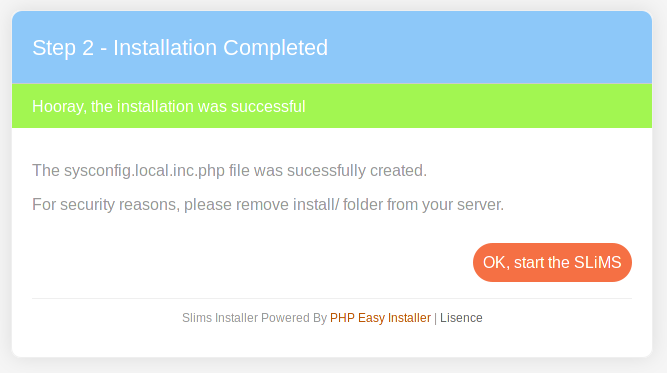 Step 2 - Installation Completed
Hooray, the installation was successful
The sysconfig.local.inc.php file was sucessfully created.
For security reasons, please remove install/ folder from your server.
OK, start the SLiMS
Slims Installer Powered By PHP Easy Installer | Lisence